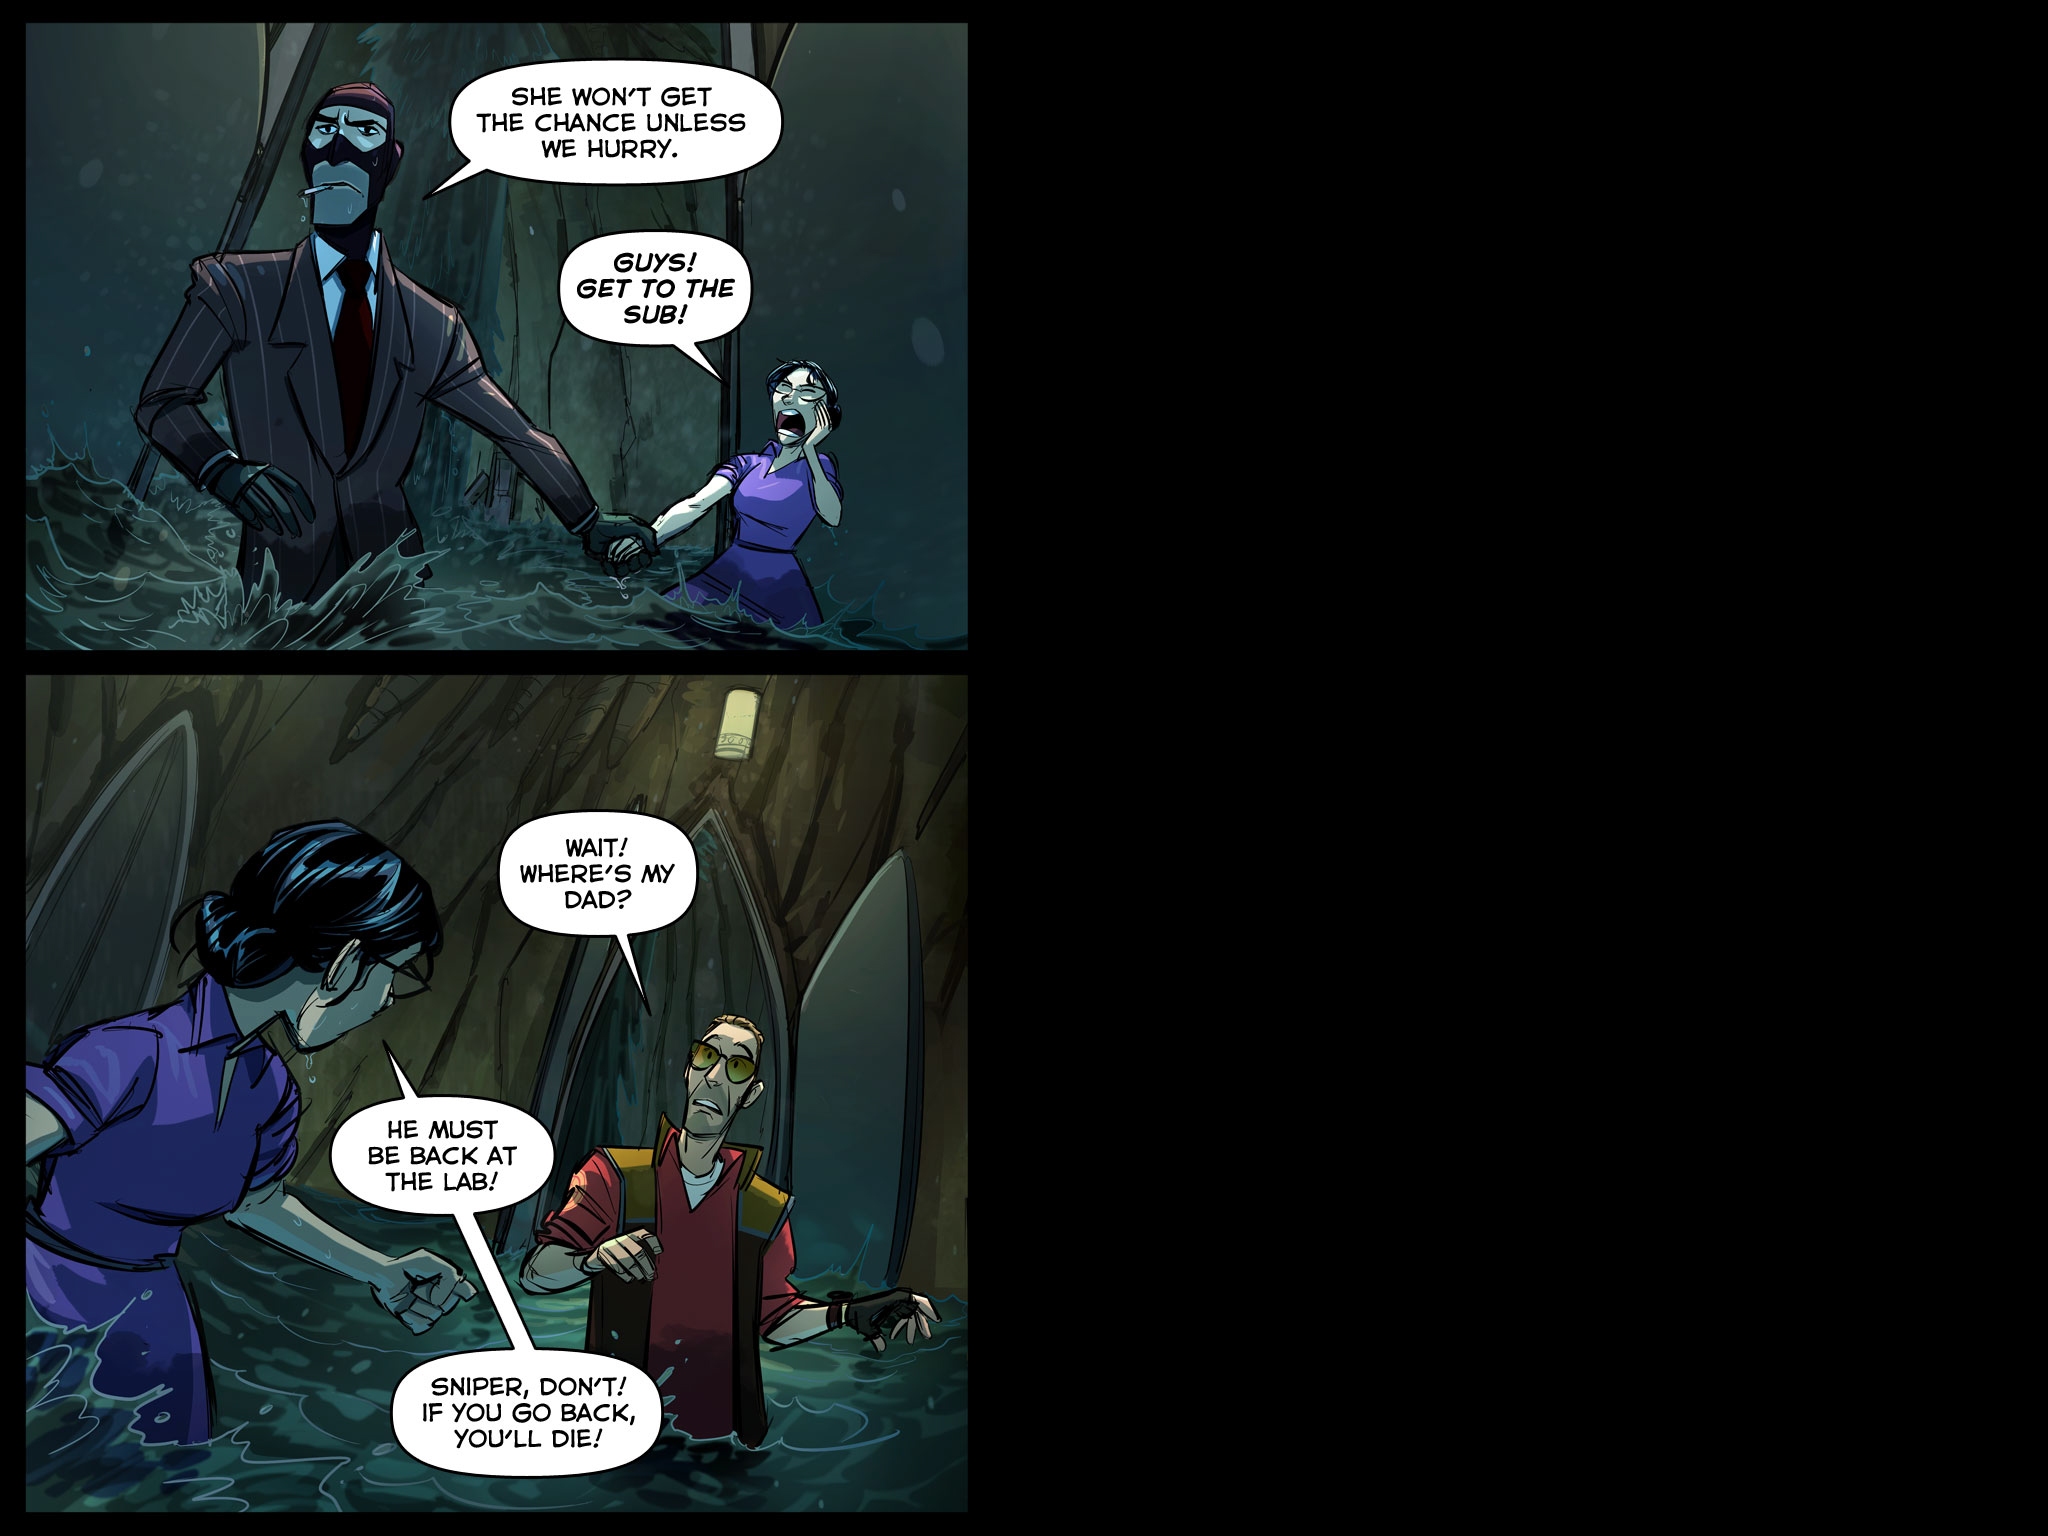 SHE WON'T GET
THE CHANCE UNLESS
WE HURRY.
GUYS!
GET TO THE
SUB!
WAIT!
WHERE'S MY
DAD?
HE MUST
BE BACK AT
THE LAB!
SNIPER, DON'T!
IF YOU GO BACK,
YOU'LL DIE!